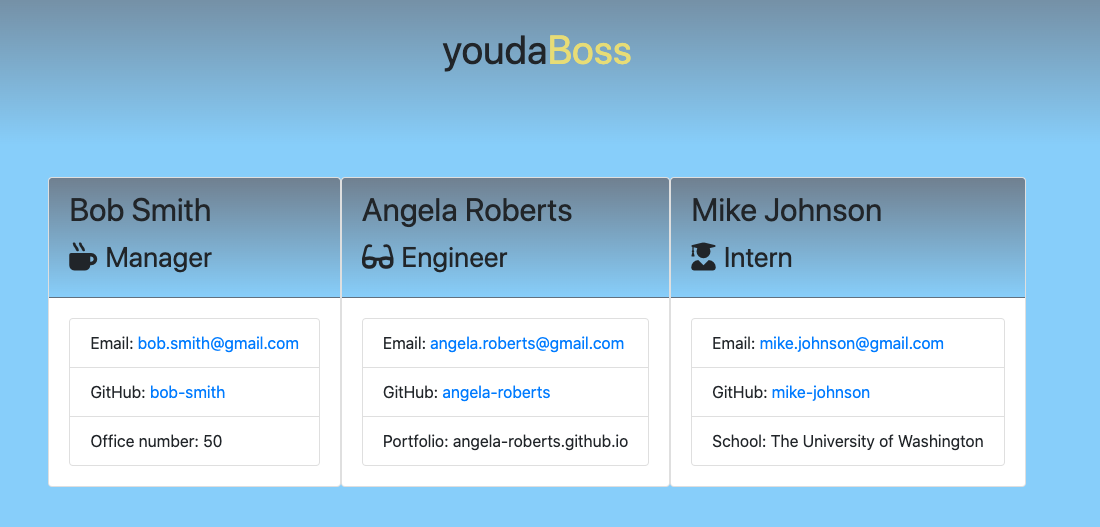 youdaBoss
Bob Smith
Manager
Email: bob.smith@gmail.com
GitHub: bob-smith
Office number: 50
Angela Roberts
Engineer
Email: angela.roberts@gmail.com
GitHub: angela-roberts
Portfolio: angela-roberts.github.io
Mike Johnson
Intern
Email: mike.johnson@gmail.com
GitHub: mike-johnson
School: The University of Washington